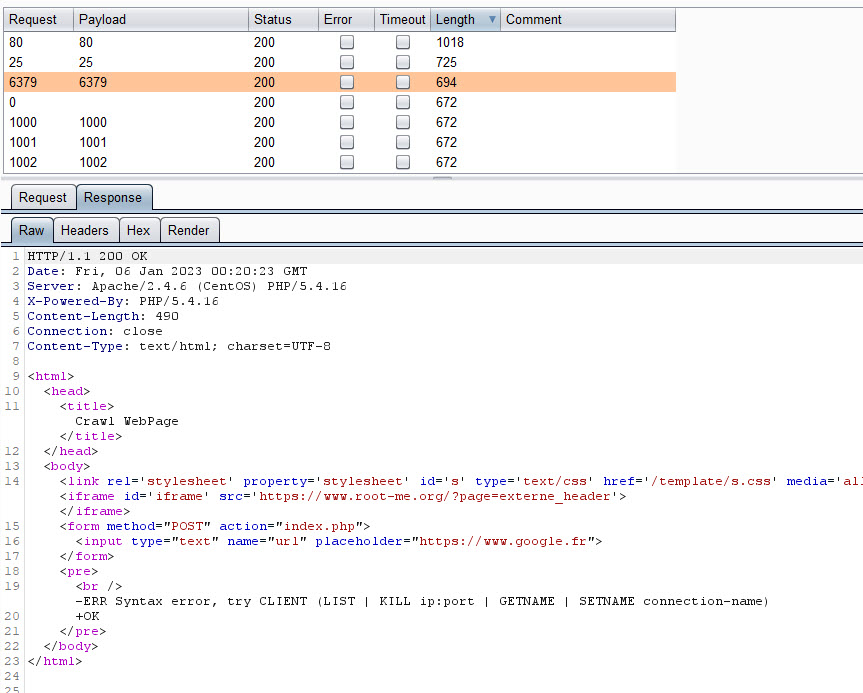 Request Payload Status Error Timeout Length Comment
80 80 200 1018
25 25 200 725
6379 6379 200 694
0 200 672
1000 1000 200 672
1001 1001 200 672
1002 1002 200 672
Request Response
Raw Headers Hex Render
1 HTTP/1.1 200 OK
2 Date: Fri, 06 Jan 2023 00:20:23 GMT
3 Server: Apache/2.4.6 (CentOS) PHP/5.4.16
4 X-Powered-By: PHP/5.4.16
5 Content-Length: 490
6 Connection: close
7 Content-Type: text/html; charset=UTF-8
8
9 <html>
10 <head>
11 <title>
Crawl WebPage
</title>
12 </head>
13 <body>
14 <link rel='stylesheet' property='stylesheet' id='s' type='text/css' href='/template/s.css' media='all
<iframe id='iframe' src='https://www.root-me.org/?page=externe_header'>
</iframe>
15 <form method="POST" action="index.php">
16 <input type="text" name="url" placeholder="https://www.google.fr">
17 </form>
18 <pre>
19 <br />
-ERR Syntax error, try CLIENT (LIST | KILL ip:port | GETNAME | SETNAME connection-name)
20 +OK
21 </pre>
22 </body>
23 </html>
24
25